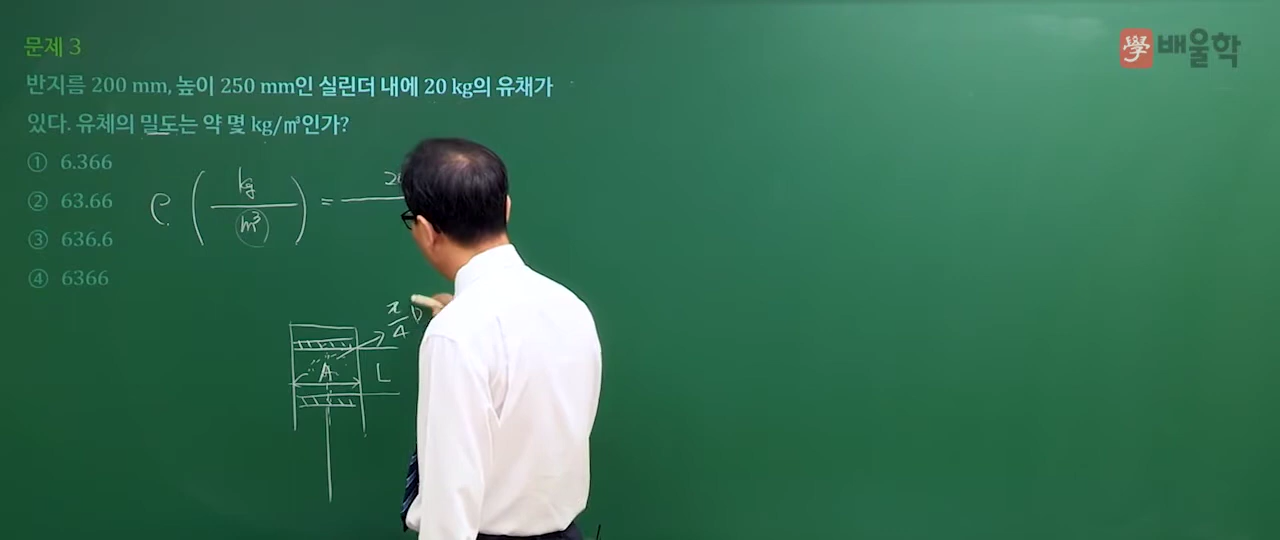 學 배울학
문제 3
반지름 200 mm, 높이 250 mm인 실린더 내에 20 kg의 유채가
있다. 유체의 밀도는 약 몇 kg/㎥인가?
① 6.366
② 63.66
③ 636.6
④ 6366
ρ ( kg / m³ ) =
π/4 D
A L